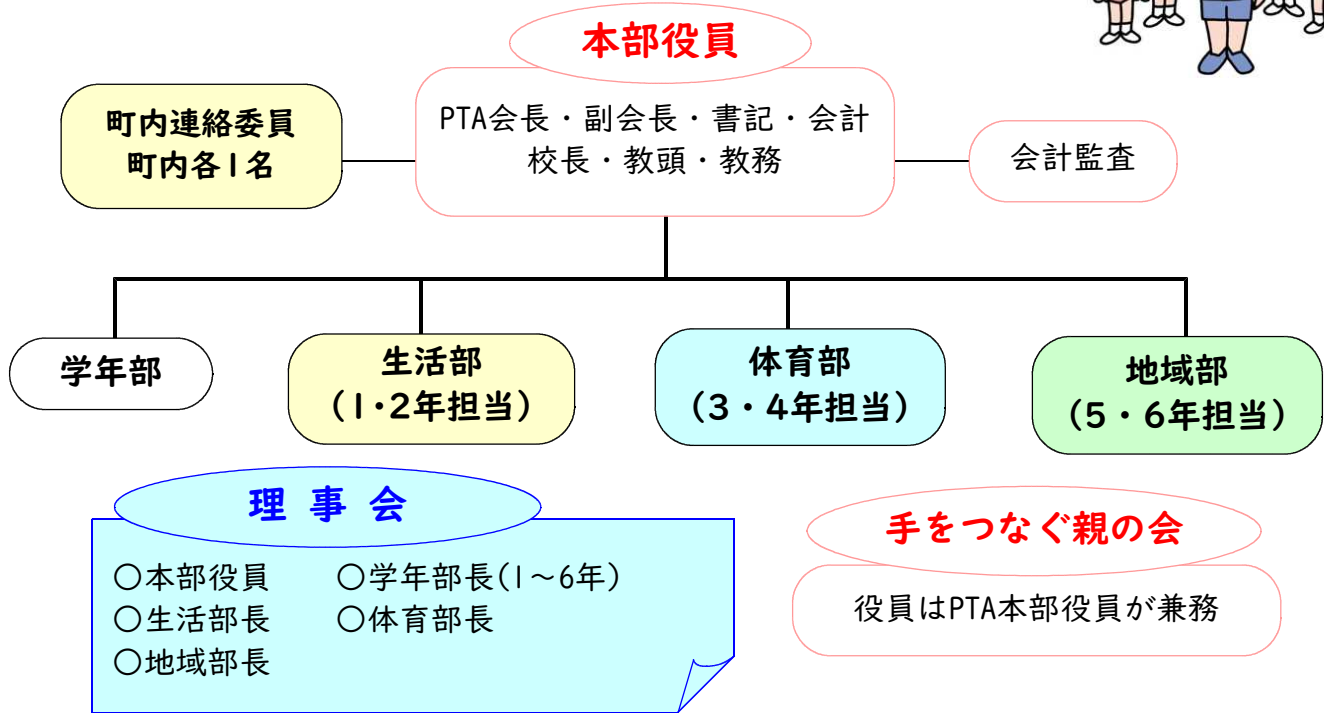 本部役員
町内連絡委員
町内各1名
PTA会長・副会長・書記・会計
校長・教頭・教務
会計監査
学年部
生活部
(1・2年担当)
体育部
(3・4年担当)
地域部
(5・6年担当)
理 事 会
○本部役員 ○学年部長(1～6年)
○生活部長 ○体育部長
○地域部長
手をつなぐ親の会
役員はPTA本部役員が兼務